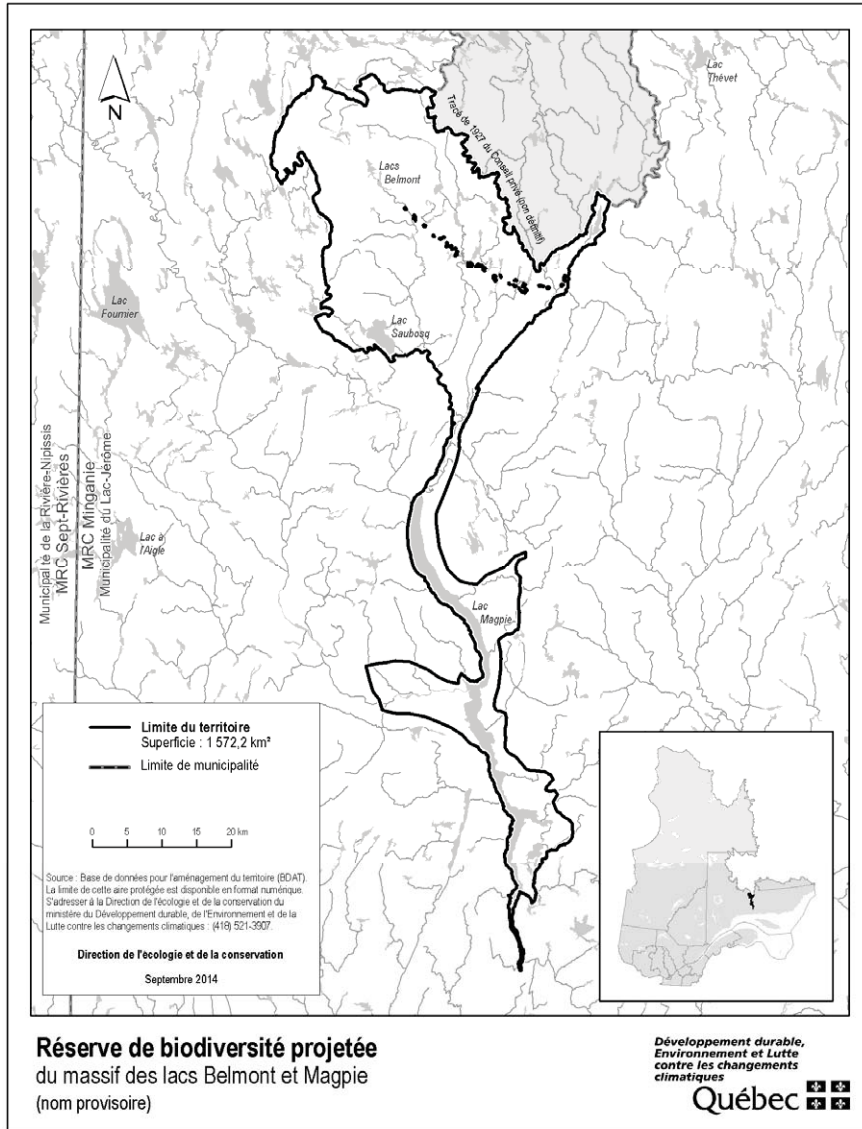 Lac
Thévet
N
Tracé de 1927 du Conseil privé (non définitif)
Lacs
Belmont
Lac
Fournier
Lac
Saubosq
Municipalité de la Rivière-Nipissis
MRC Sept-Rivières
MRC Minganie
Municipalité du Lac-Jérôme
Lac à
l'Aigle
Lac
Magpie
Limite du territoire
Superficie : 1 572,2 km²
Limite de municipalité
0 5 10 15 20 km
Source : Base de données pour l'aménagement du territoire (BDAT).
La limite de cette aire protégée est disponible en format numérique.
S'adresser à la Direction de l'écologie et de la conservation du
ministère du Développement durable, de l'Environnement et de la
Lutte contre les changements climatiques : (418) 521-3907.
Direction de l'écologie et de la conservation
Septembre 2014
Réserve de biodiversité projetée
du massif des lacs Belmont et Magpie
(nom provisoire)
Développement durable,
Environnement et Lutte
contre les changements
climatiques
Québec